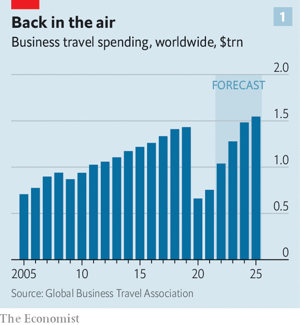 Back in the air
1
Business travel spending, worldwide, $trn
2.0
FORECAST
1.5
1.0
0.5
0
2005 10 15 20 25
Source: Global Business Travel Association
The Economist